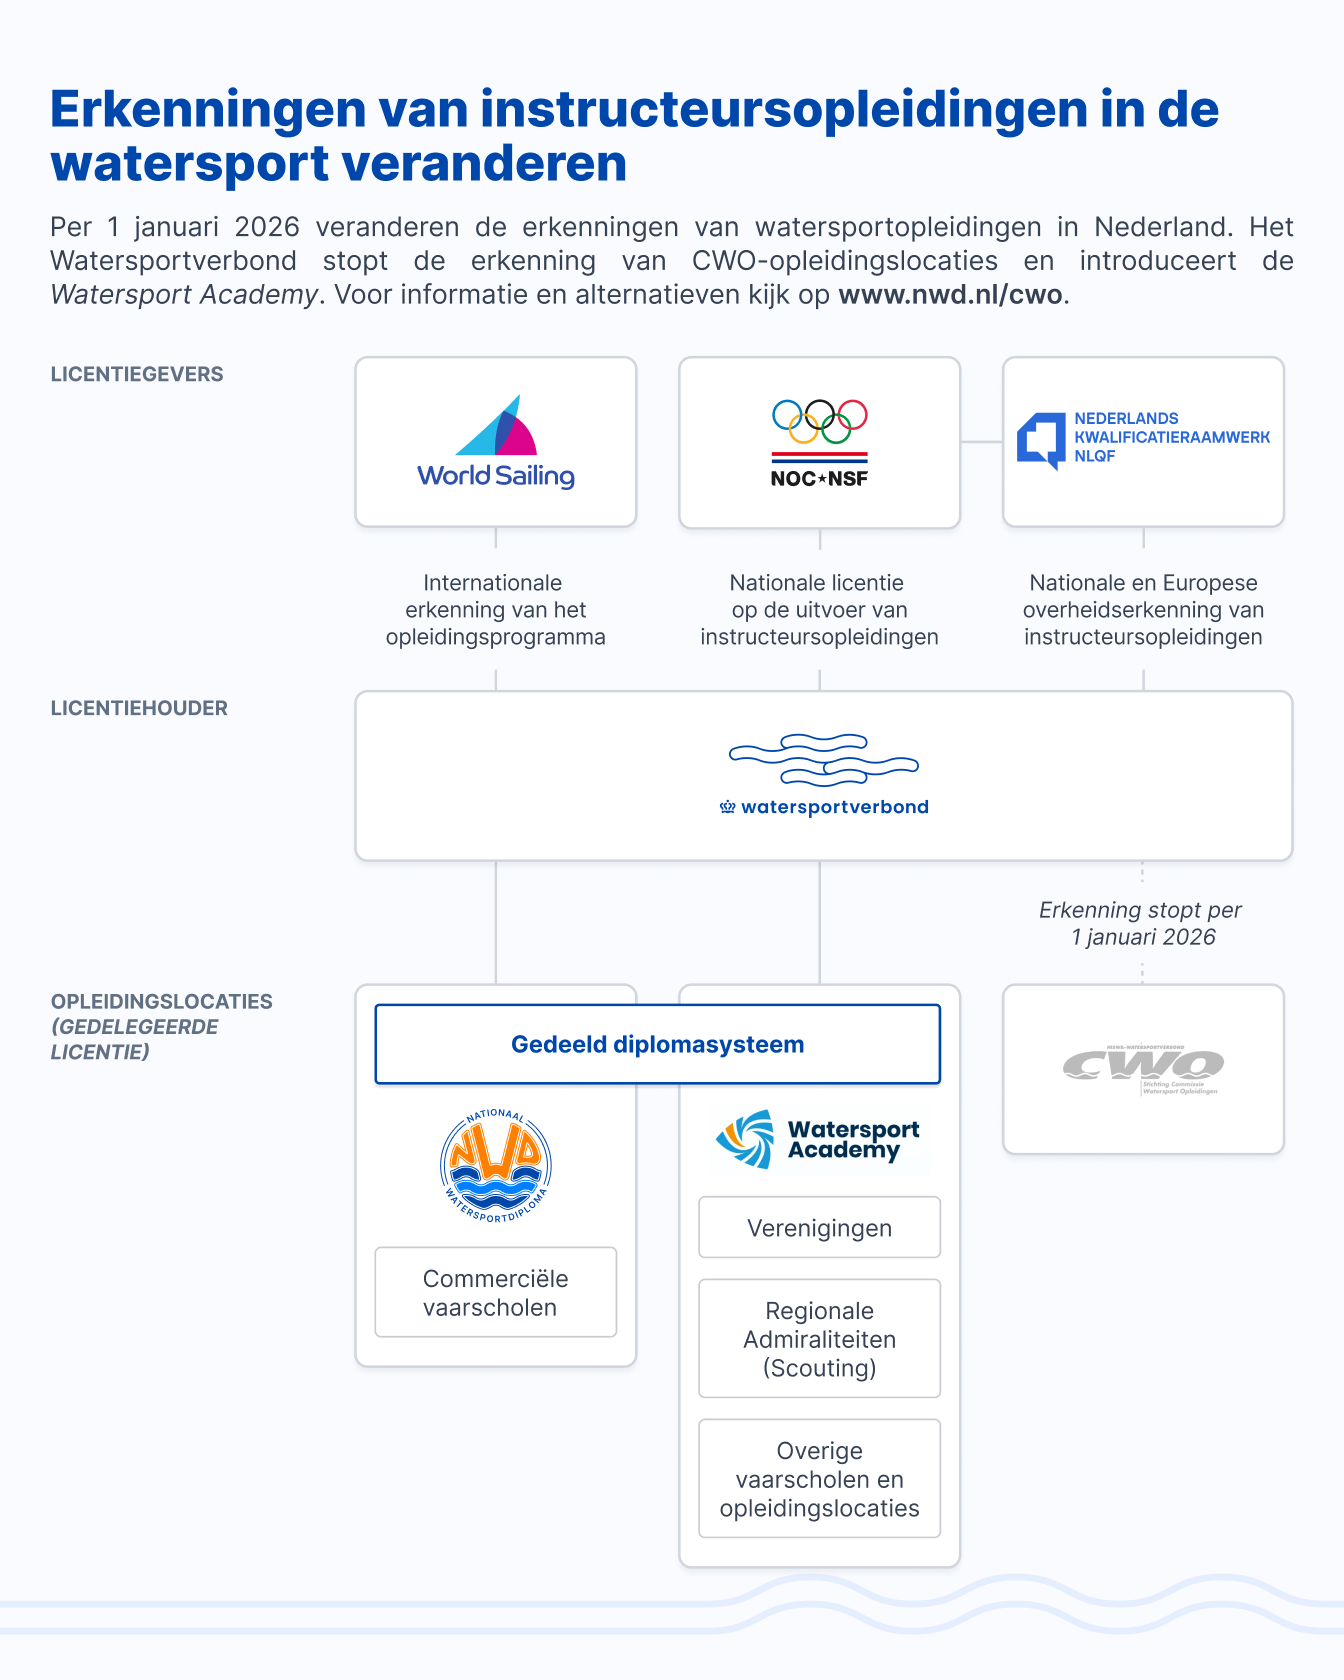 Erkenningen van instructeursopleidingen in de
watersport veranderen
Per 1 januari 2026 veranderen de erkenningen van watersportopleidingen in Nederland. Het
Watersportverbond stopt de erkenning van CWO-opleidingslocaties en introduceert de
Watersport Academy. Voor informatie en alternatieven kijk op www.nwd.nl/cwo.
LICENTIEGEVERS
World Sailing
NOC★NSF
NEDERLANDS
KWALIFICATIERAAMWERK
NLQF
Internationale
erkenning van het
opleidingsprogramma
Nationale licentie
op de uitvoer van
instructeursopleidingen
Nationale en Europese
overheidserkenning van
instructeursopleidingen
LICENTIEHOUDER
watersportverbond
Erkenning stopt per
1 januari 2026
OPLEIDINGSLOCATIES
(GEDELEGEERDE
LICENTIE)
Gedeeld diplomasysteem
NATIONAAL
NWD
WATERSPORTDIPLOMA
Commerciële
vaarscholen
Watersport
Academy
Verenigingen
Regionale
Admiraliteiten
(Scouting)
Overige
vaarscholen en
opleidingslocaties
HISWA-WATERSPORTVERBOND
CWO
Stichting Commissie
Watersport Opleidingen